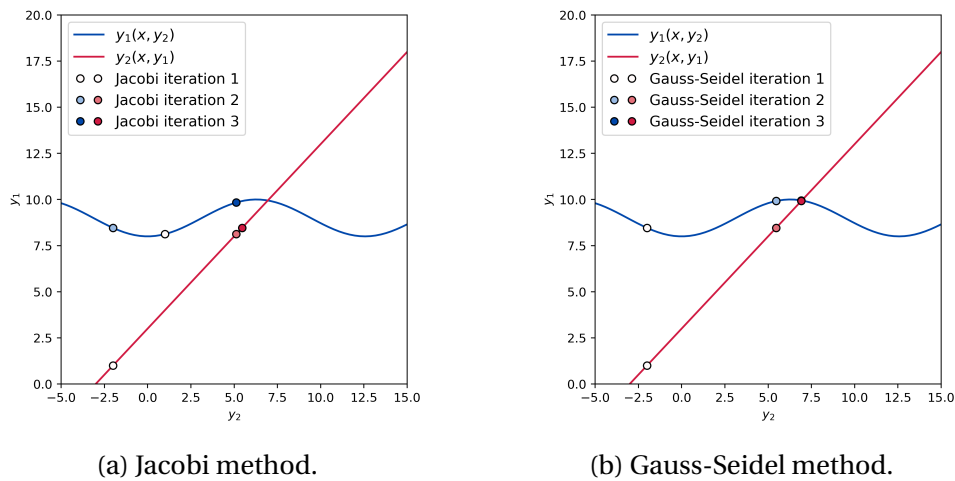 20.0
17.5
15.0
12.5
10.0
7.5
5.0
2.5
0.0
y₁
−5.0 −2.5 0.0 2.5 5.0 7.5 10.0 12.5 15.0
y₂
y₁(x, y₂)
y₂(x, y₁)
Jacobi iteration 1
Jacobi iteration 2
Jacobi iteration 3
(a) Jacobi method.
20.0
17.5
15.0
12.5
10.0
7.5
5.0
2.5
0.0
y₁
−5.0 −2.5 0.0 2.5 5.0 7.5 10.0 12.5 15.0
y₂
y₁(x, y₂)
y₂(x, y₁)
Gauss-Seidel iteration 1
Gauss-Seidel iteration 2
Gauss-Seidel iteration 3
(b) Gauss-Seidel method.